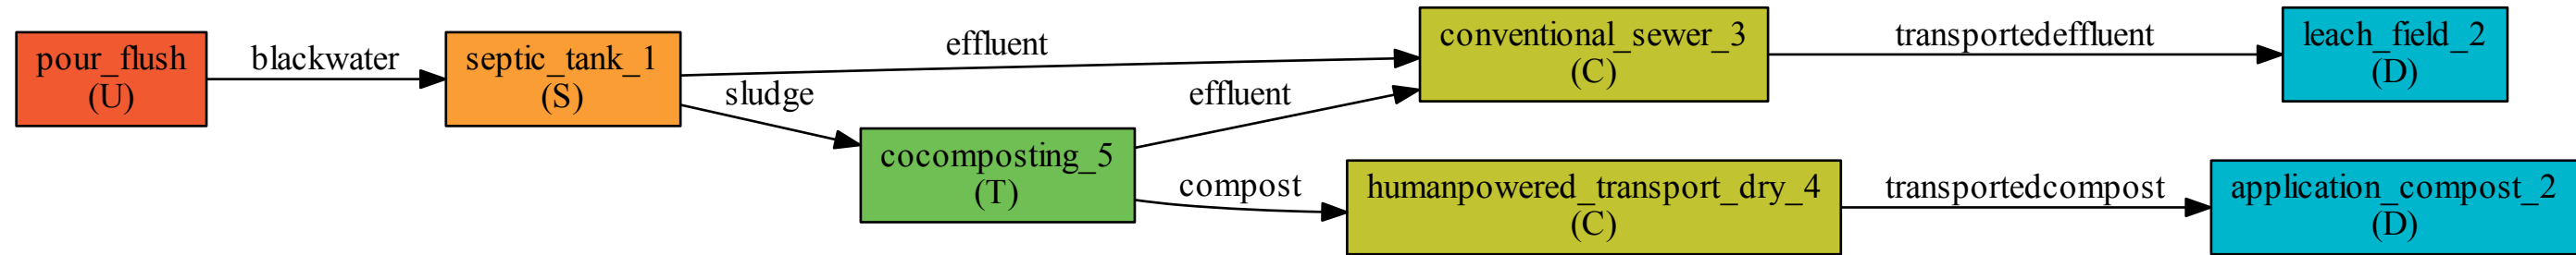 pour_flush
(U)
blackwater
septic_tank_1
(S)
effluent
sludge
cocomposting_5
(T)
effluent
compost
conventional_sewer_3
(C)
humanpowered_transport_dry_4
(C)
transportedeffluent
transportedcompost
leach_field_2
(D)
application_compost_2
(D)